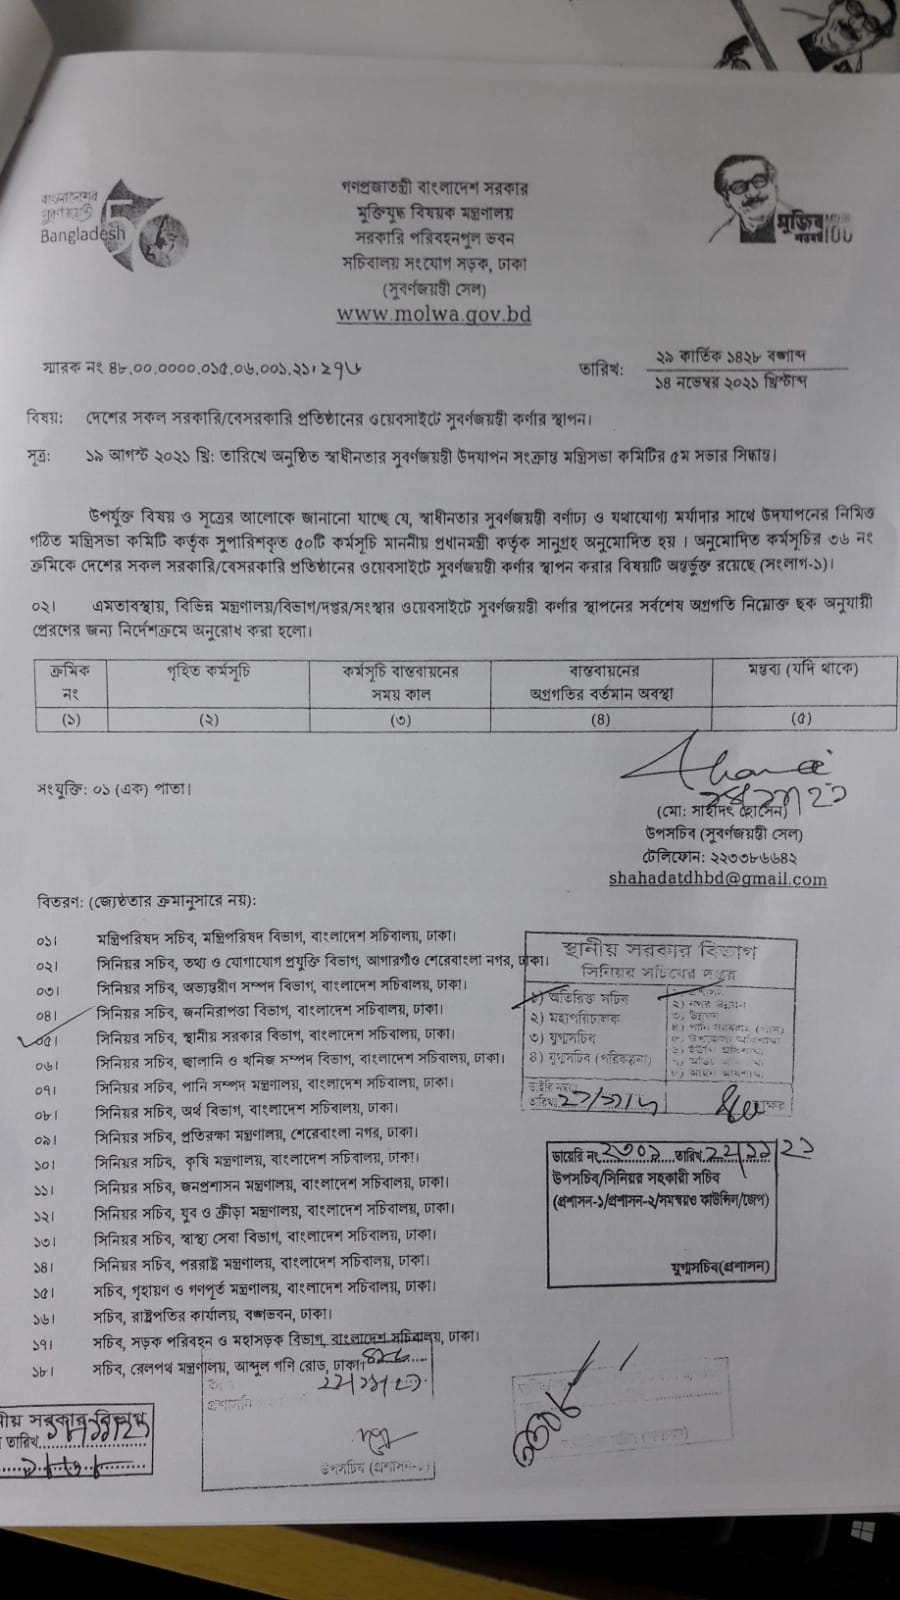 বাংলাদেশের
সুবর্ণজয়ন্তী
Bangladesh 50
মুজিব
শতবর্ষ 100
গণপ্রজাতন্ত্রী বাংলাদেশ সরকার
মুক্তিযুদ্ধ বিষয়ক মন্ত্রণালয়
সরকারি পরিবহনপুল ভবন
সচিবালয় সংযোগ সড়ক, ঢাকা
(সুবর্ণজয়ন্তী সেল)
www.molwa.gov.bd
স্মারক নং ৪৮.০০.০০০০.০১৫.০৬.০০১.২১.২৭৬
তারিখ: ২৯ কার্তিক ১৪২৮ বঙ্গাব্দ
১৪ নভেম্বর ২০২১ খ্রিস্টাব্দ
বিষয়: দেশের সকল সরকারি/বেসরকারি প্রতিষ্ঠানের ওয়েবসাইটে সুবর্ণজয়ন্তী কর্ণার স্থাপন।
সূত্র: ১৯ আগস্ট ২০২১ খ্রি: তারিখে অনুষ্ঠিত স্বাধীনতার সুবর্ণজয়ন্তী উদযাপন সংক্রান্ত মন্ত্রিসভা কমিটির ৫ম সভার সিদ্ধান্ত।
উপর্যুক্ত বিষয় ও সূত্রের আলোকে জানানো যাচ্ছে যে, স্বাধীনতার সুবর্ণজয়ন্তী বর্ণাঢ্য ও যথাযোগ্য মর্যাদার সাথে উদযাপনের নিমিত্ত
গঠিত মন্ত্রিসভা কমিটি কর্তৃক সুপারিশকৃত ৫০টি কর্মসূচি মাননীয় প্রধানমন্ত্রী কর্তৃক সানুগ্রহ অনুমোদিত হয়। অনুমোদিত কর্মসূচির ৩৬ নং
ক্রমিকে দেশের সকল সরকারি/বেসরকারি প্রতিষ্ঠানের ওয়েবসাইটে সুবর্ণজয়ন্তী কর্ণার স্থাপন করার বিষয়টি অন্তর্ভুক্ত রয়েছে (সংলাগ-১)।
০২। এমতাবস্থায়, বিভিন্ন মন্ত্রণালয়/বিভাগ/দপ্তর/সংস্থার ওয়েবসাইটে সুবর্ণজয়ন্তী কর্ণার স্থাপনের সর্বশেষ অগ্রগতি নিম্নোক্ত ছক অনুযায়ী
প্রেরণের জন্য নির্দেশক্রমে অনুরোধ করা হলো।
ক্রমিক নং | গৃহিত কর্মসূচি | কর্মসূচি বাস্তবায়নের সময় কাল | বাস্তবায়নের অগ্রগতির বর্তমান অবস্থা | মন্তব্য (যদি থাকে)
(১) (২) (৩) (৪) (৫)
সংযুক্তি: ০১ (এক) পাতা।
(মো: সাহাদৎ হোসেন)
উপসচিব (সুবর্ণজয়ন্তী সেল)
টেলিফোন: ২২৩৩৮৬৬৪২
shahadatdhbd@gmail.com
বিতরণ: (জ্যেষ্ঠতার ক্রমানুসারে নয়):
০১। মন্ত্রিপরিষদ সচিব, মন্ত্রিপরিষদ বিভাগ, বাংলাদেশ সচিবালয়, ঢাকা।
০২। সিনিয়র সচিব, তথ্য ও যোগাযোগ প্রযুক্তি বিভাগ, আগারগাঁও শেরেবাংলা নগর, ঢাকা।
০৩। সিনিয়র সচিব, অভ্যন্তরীণ সম্পদ বিভাগ, বাংলাদেশ সচিবালয়, ঢাকা।
০৪। সিনিয়র সচিব, জননিরাপত্তা বিভাগ, বাংলাদেশ সচিবালয়, ঢাকা।
০৫। সিনিয়র সচিব, স্থানীয় সরকার বিভাগ, বাংলাদেশ সচিবালয়, ঢাকা।
০৬। সিনিয়র সচিব, জ্বালানি ও খনিজ সম্পদ বিভাগ, বাংলাদেশ সচিবালয়, ঢাকা।
০৭। সিনিয়র সচিব, পানি সম্পদ মন্ত্রণালয়, বাংলাদেশ সচিবালয়, ঢাকা।
০৮। সিনিয়র সচিব, অর্থ বিভাগ, বাংলাদেশ সচিবালয়, ঢাকা।
০৯। সিনিয়র সচিব, প্রতিরক্ষা মন্ত্রণালয়, শেরেবাংলা নগর, ঢাকা।
১০। সিনিয়র সচিব, কৃষি মন্ত্রণালয়, বাংলাদেশ সচিবালয়, ঢাকা।
১১। সিনিয়র সচিব, জনপ্রশাসন মন্ত্রণালয়, বাংলাদেশ সচিবালয়, ঢাকা।
১২। সিনিয়র সচিব, যুব ও ক্রীড়া মন্ত্রণালয়, বাংলাদেশ সচিবালয়, ঢাকা।
১৩। সিনিয়র সচিব, স্বাস্থ্য সেবা বিভাগ, বাংলাদেশ সচিবালয়, ঢাকা।
১৪। সিনিয়র সচিব, পররাষ্ট্র মন্ত্রণালয়, বাংলাদেশ সচিবালয়, ঢাকা।
১৫। সচিব, গৃহায়ণ ও গণপূর্ত মন্ত্রণালয়, বাংলাদেশ সচিবালয়, ঢাকা।
১৬। সচিব, রাষ্ট্রপতির কার্যালয়, বঙ্গভবন, ঢাকা।
১৭। সচিব, সড়ক পরিবহন ও মহাসড়ক বিভাগ, বাংলাদেশ সচিবালয়, ঢাকা।
১৮। সচিব, রেলপথ মন্ত্রণালয়, আব্দুল গণি রোড, ঢাকা।
স্থানীয় সরকার বিভাগ
সিনিয়র সচিবের দপ্তর
১) অতিরিক্ত সচিব
২) মহাপরিচালক
৩) যুগ্মসচিব
৪) যুগ্মসচিব (পরিকল্পনা)
ডায়েরি নং ২৩০১ তারিখ ২২/১১/২১
উপসচিব/সিনিয়র সহকারী সচিব
(প্রশাসন-১/প্রশাসন-২/সমন্বয়ও কাউন্সিল/জেপ)
যুগ্মসচিব(প্রশাসন)
২২/১১/২১
উপসচিব (প্রশাসন-১)
সরকার বিভাগ
তারিখ